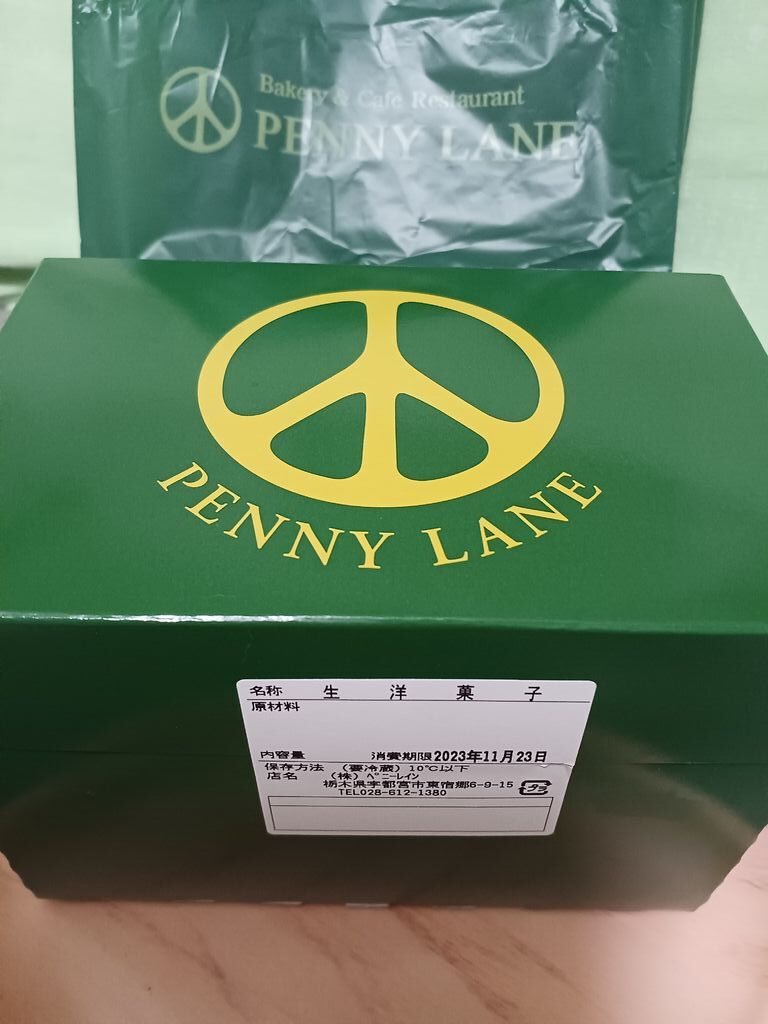 Bakery & Cafe Restaurant
PENNY LANE
PENNY LANE
名称 生洋菓子
原材料
内容量 消費期限2023年11月23日
保存方法 (要冷蔵) 10℃以下
店名 (株) ペニーレイン
栃木県宇都宮市東宿郷6-9-15
TEL028-612-1380
プラ